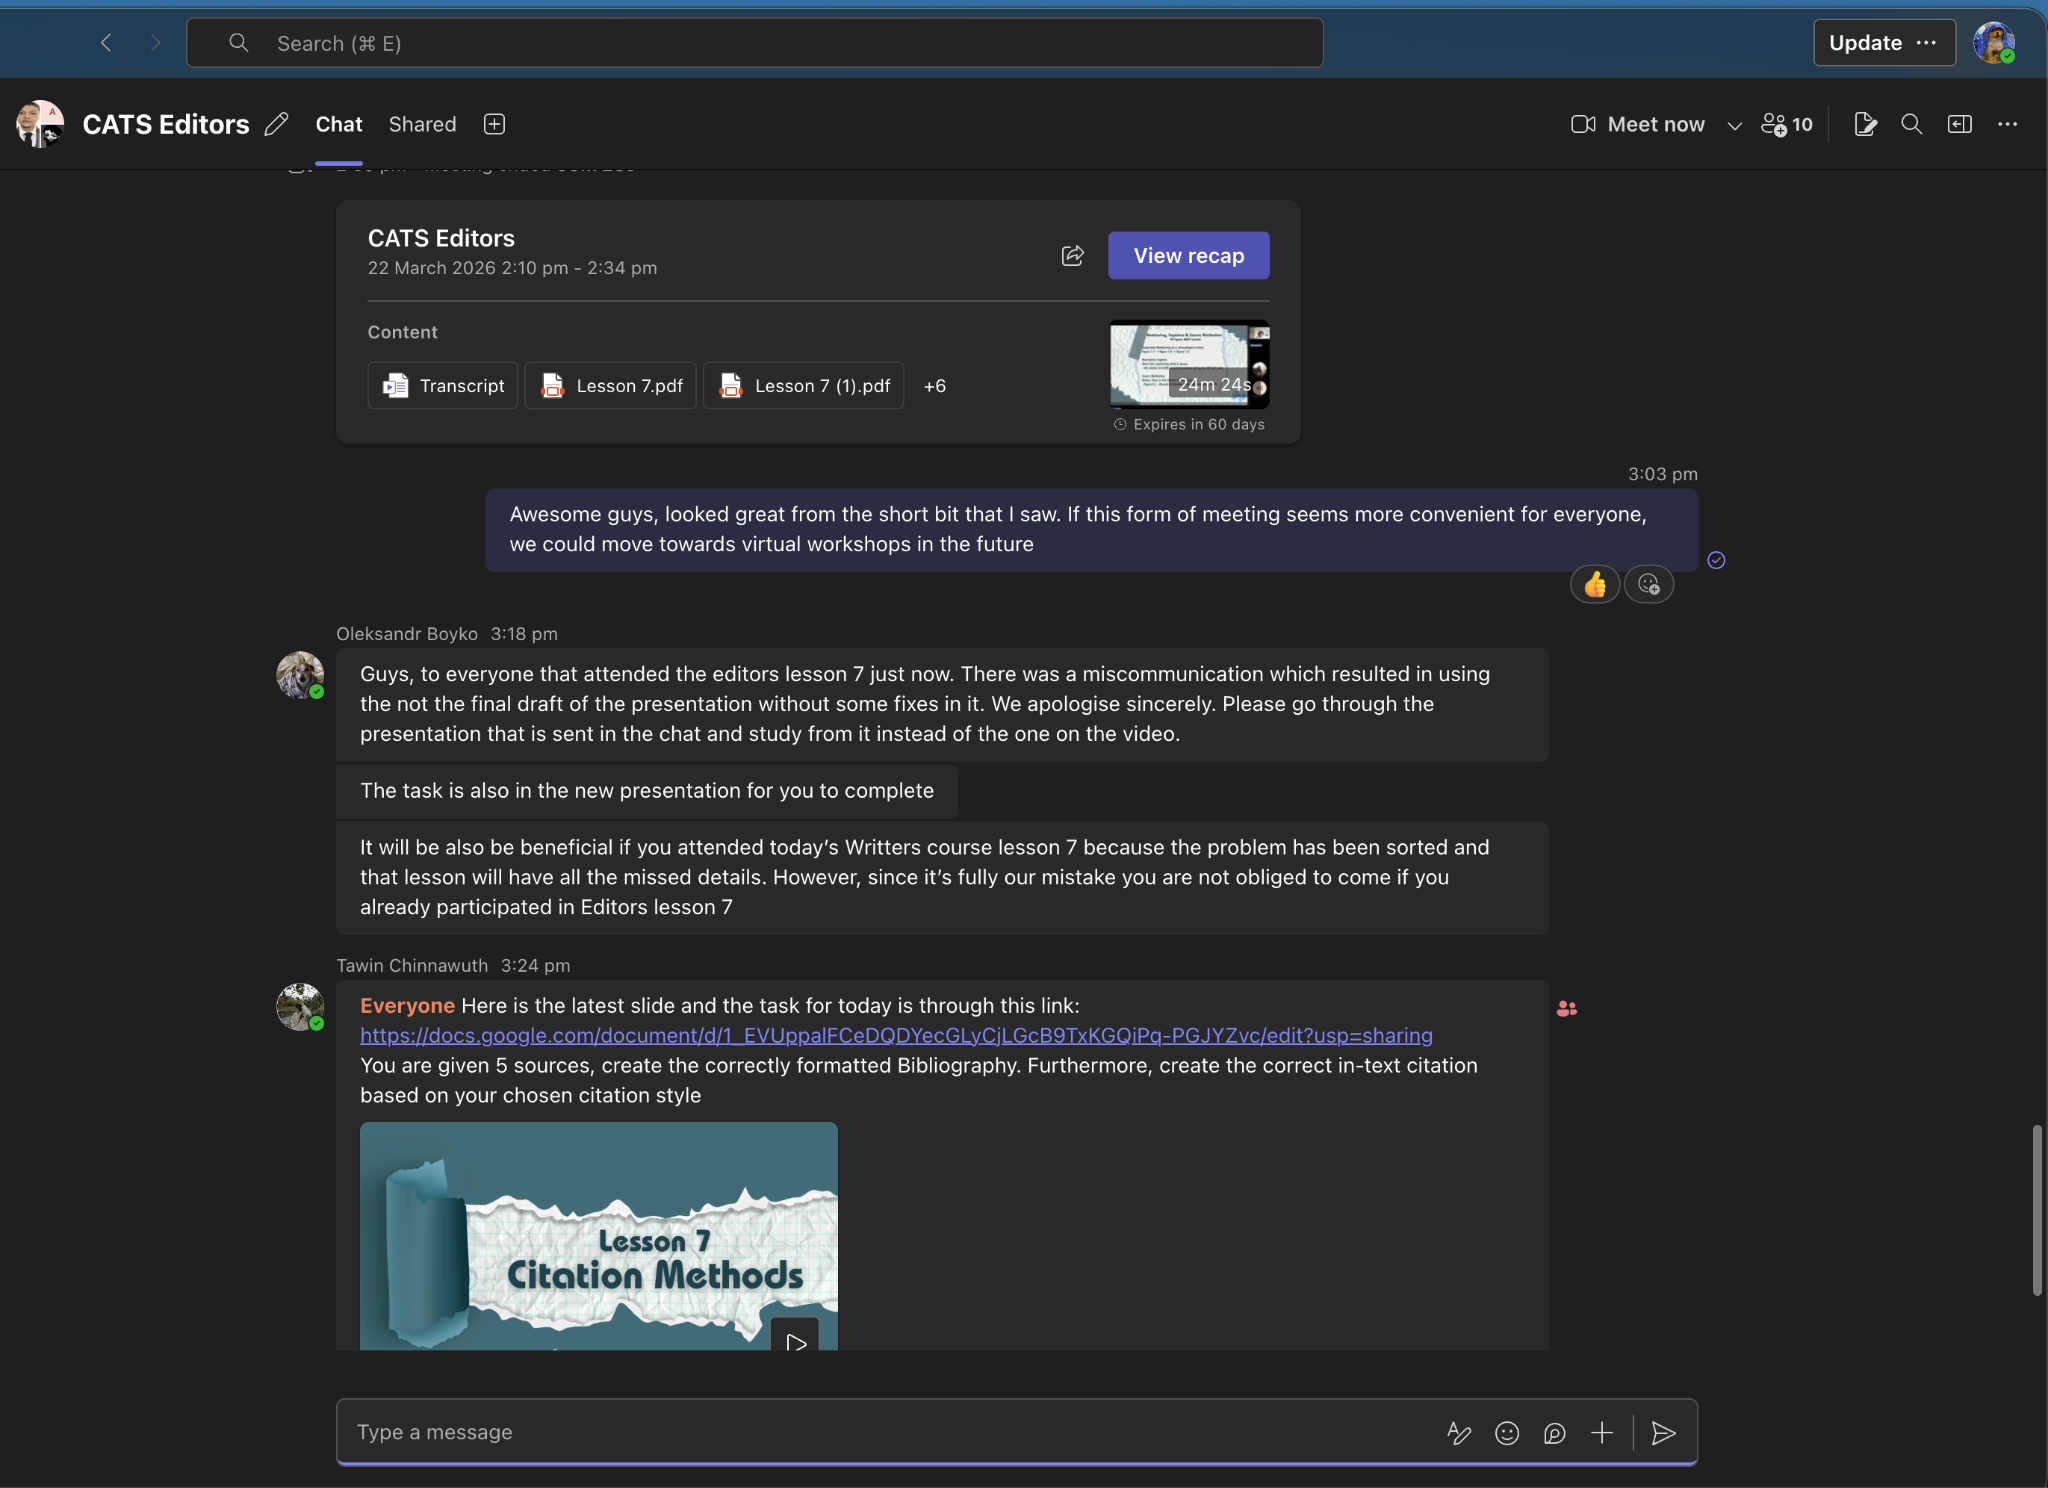 Search (⌘ E)
Update
CATS Editors
Chat
Shared
Meet now
10
CATS Editors
22 March 2026 2:10 pm - 2:34 pm
View recap
Content
Transcript
Lesson 7.pdf
Lesson 7 (1).pdf
+6
24m 24s
Expires in 60 days
3:03 pm
Awesome guys, looked great from the short bit that I saw. If this form of meeting seems more convenient for everyone,
we could move towards virtual workshops in the future
Oleksandr Boyko 3:18 pm
Guys, to everyone that attended the editors lesson 7 just now. There was a miscommunication which resulted in using
the not the final draft of the presentation without some fixes in it. We apologise sincerely. Please go through the
presentation that is sent in the chat and study from it instead of the one on the video.
The task is also in the new presentation for you to complete
It will be also be beneficial if you attended today's Writters course lesson 7 because the problem has been sorted and
that lesson will have all the missed details. However, since it's fully our mistake you are not obliged to come if you
already participated in Editors lesson 7
Tawin Chinnawuth 3:24 pm
Everyone Here is the latest slide and the task for today is through this link:
https://docs.google.com/document/d/1_EVUppalFCeDQDYecGLyCjLGcB9TxKGQiPq-PGJYZvc/edit?usp=sharing
You are given 5 sources, create the correctly formatted Bibliography. Furthermore, create the correct in-text citation
based on your chosen citation style
Lesson 7
Citation Methods
Type a message